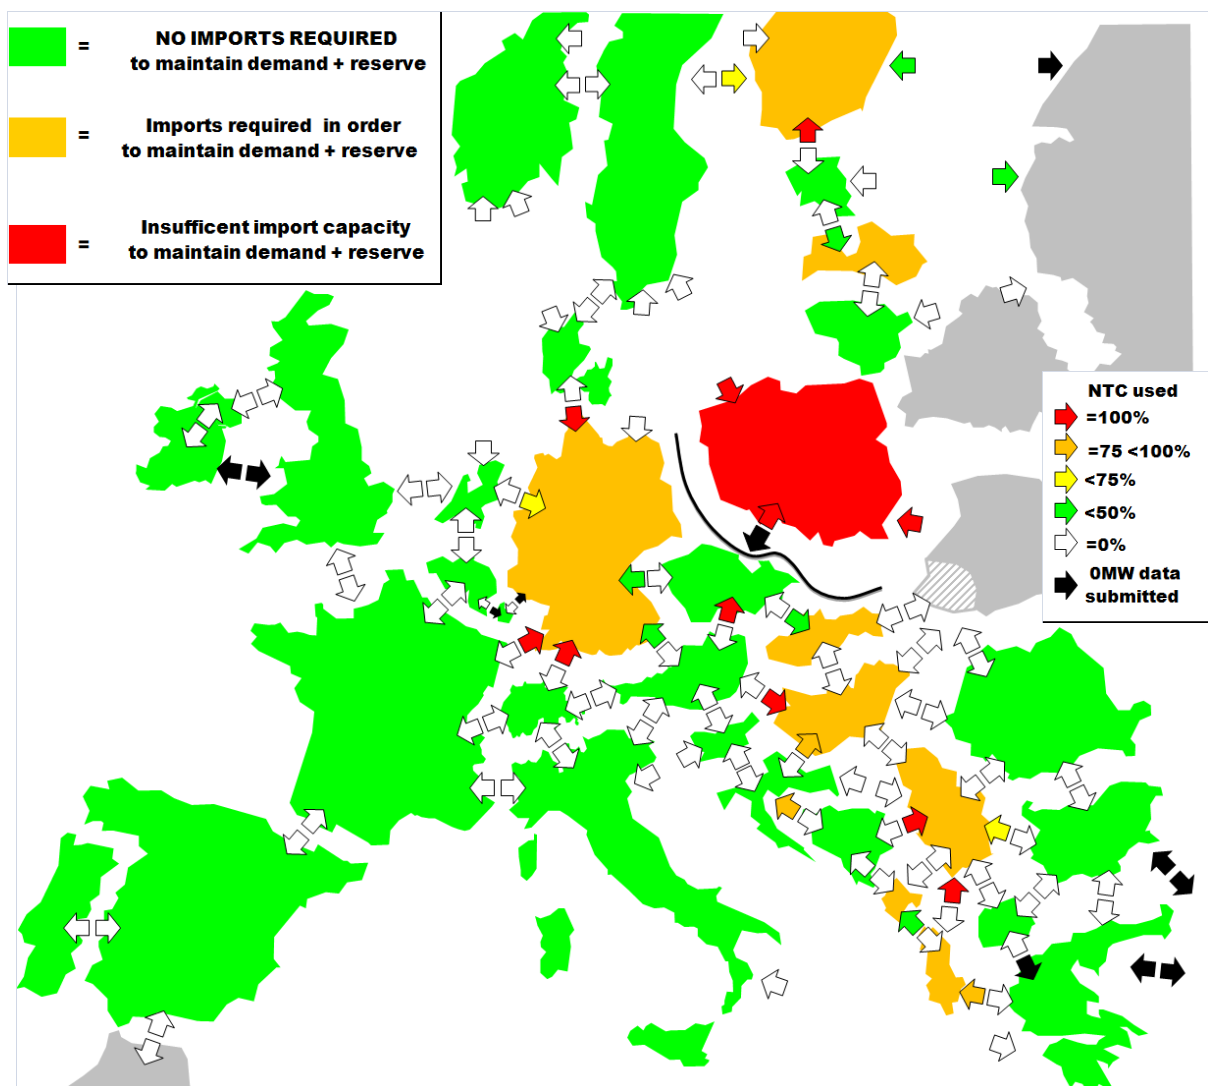 = NO IMPORTS REQUIRED
to maintain demand + reserve
= Imports required in order
to maintain demand + reserve
= Insufficent import capacity
to maintain demand + reserve
NTC used
=100%
=75 <100%
<75%
<50%
=0%
0MW data
submitted